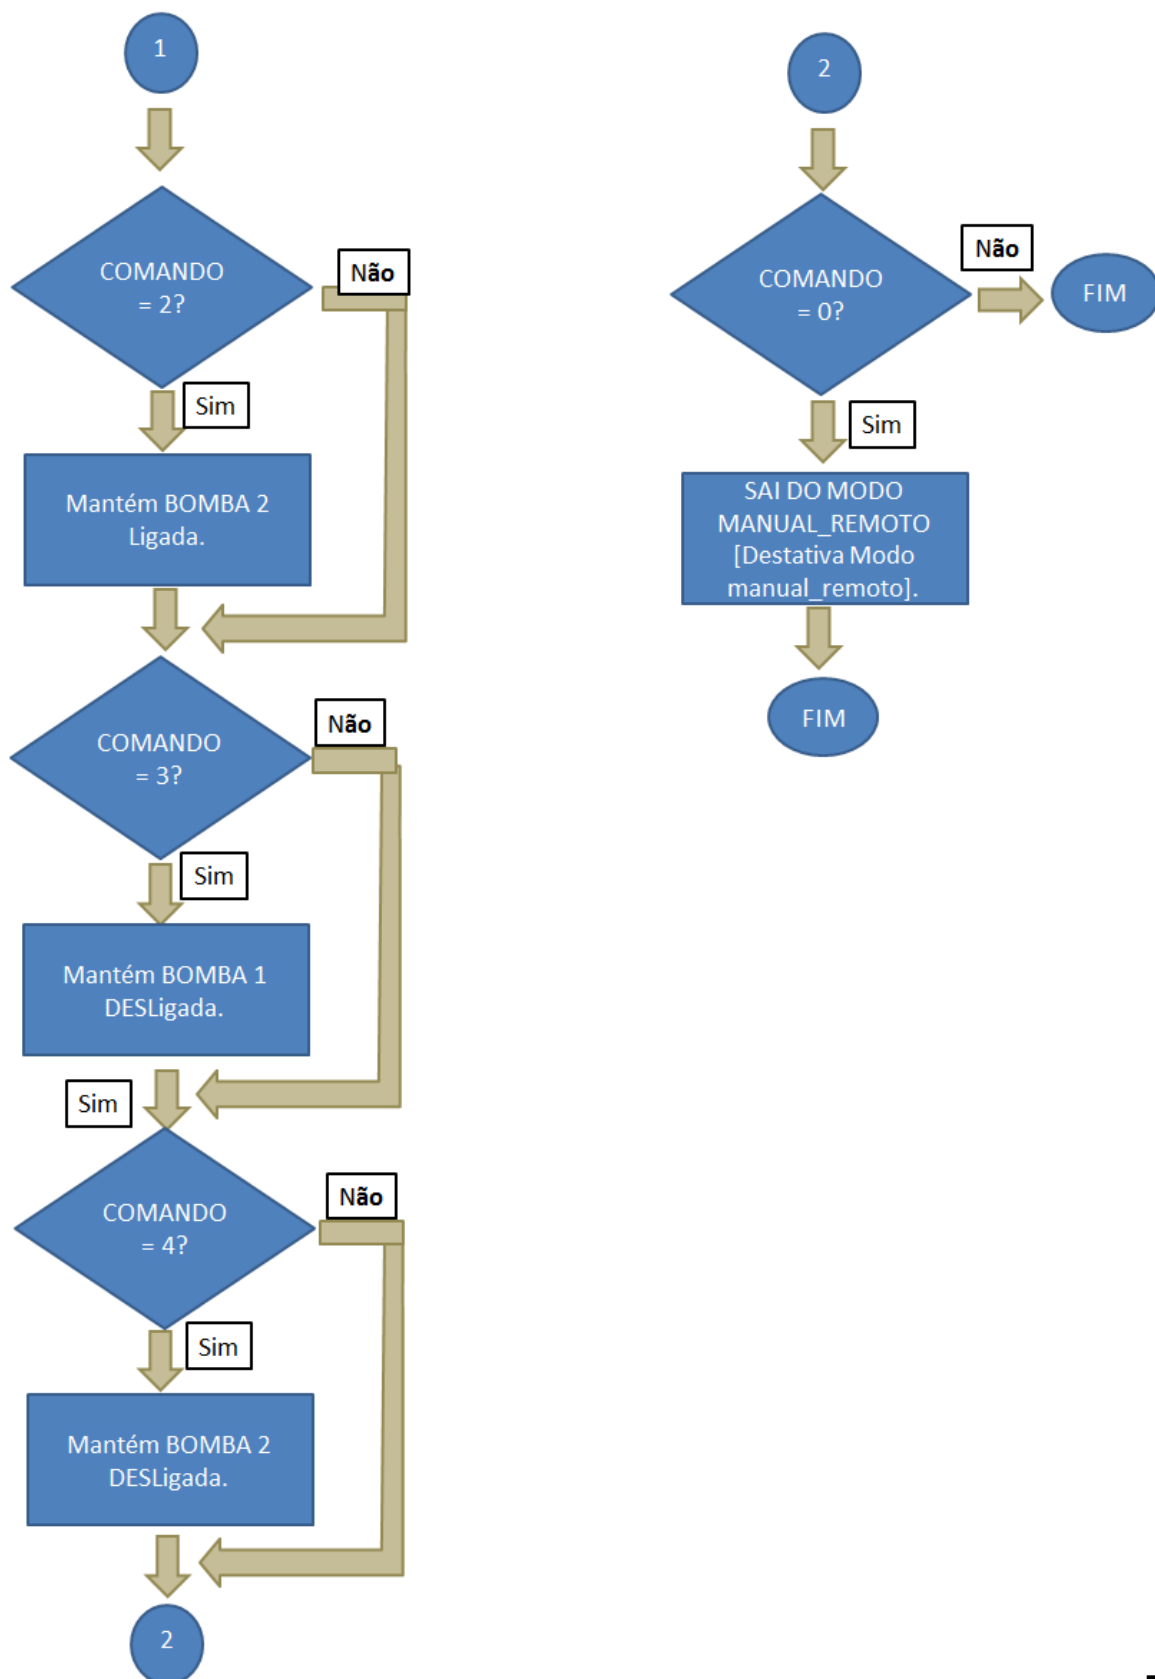 1
COMANDO
= 2?
Não
Sim
Mantém BOMBA 2
Ligada.
COMANDO
= 3?
Não
Sim
Mantém BOMBA 1
DESLigada.
Sim
COMANDO
= 4?
Não
Sim
Mantém BOMBA 2
DESLigada.
2
2
COMANDO
= 0?
Não
FIM
Sim
SAI DO MODO
MANUAL_REMOTO
[Destativa Modo
manual_remoto].
FIM